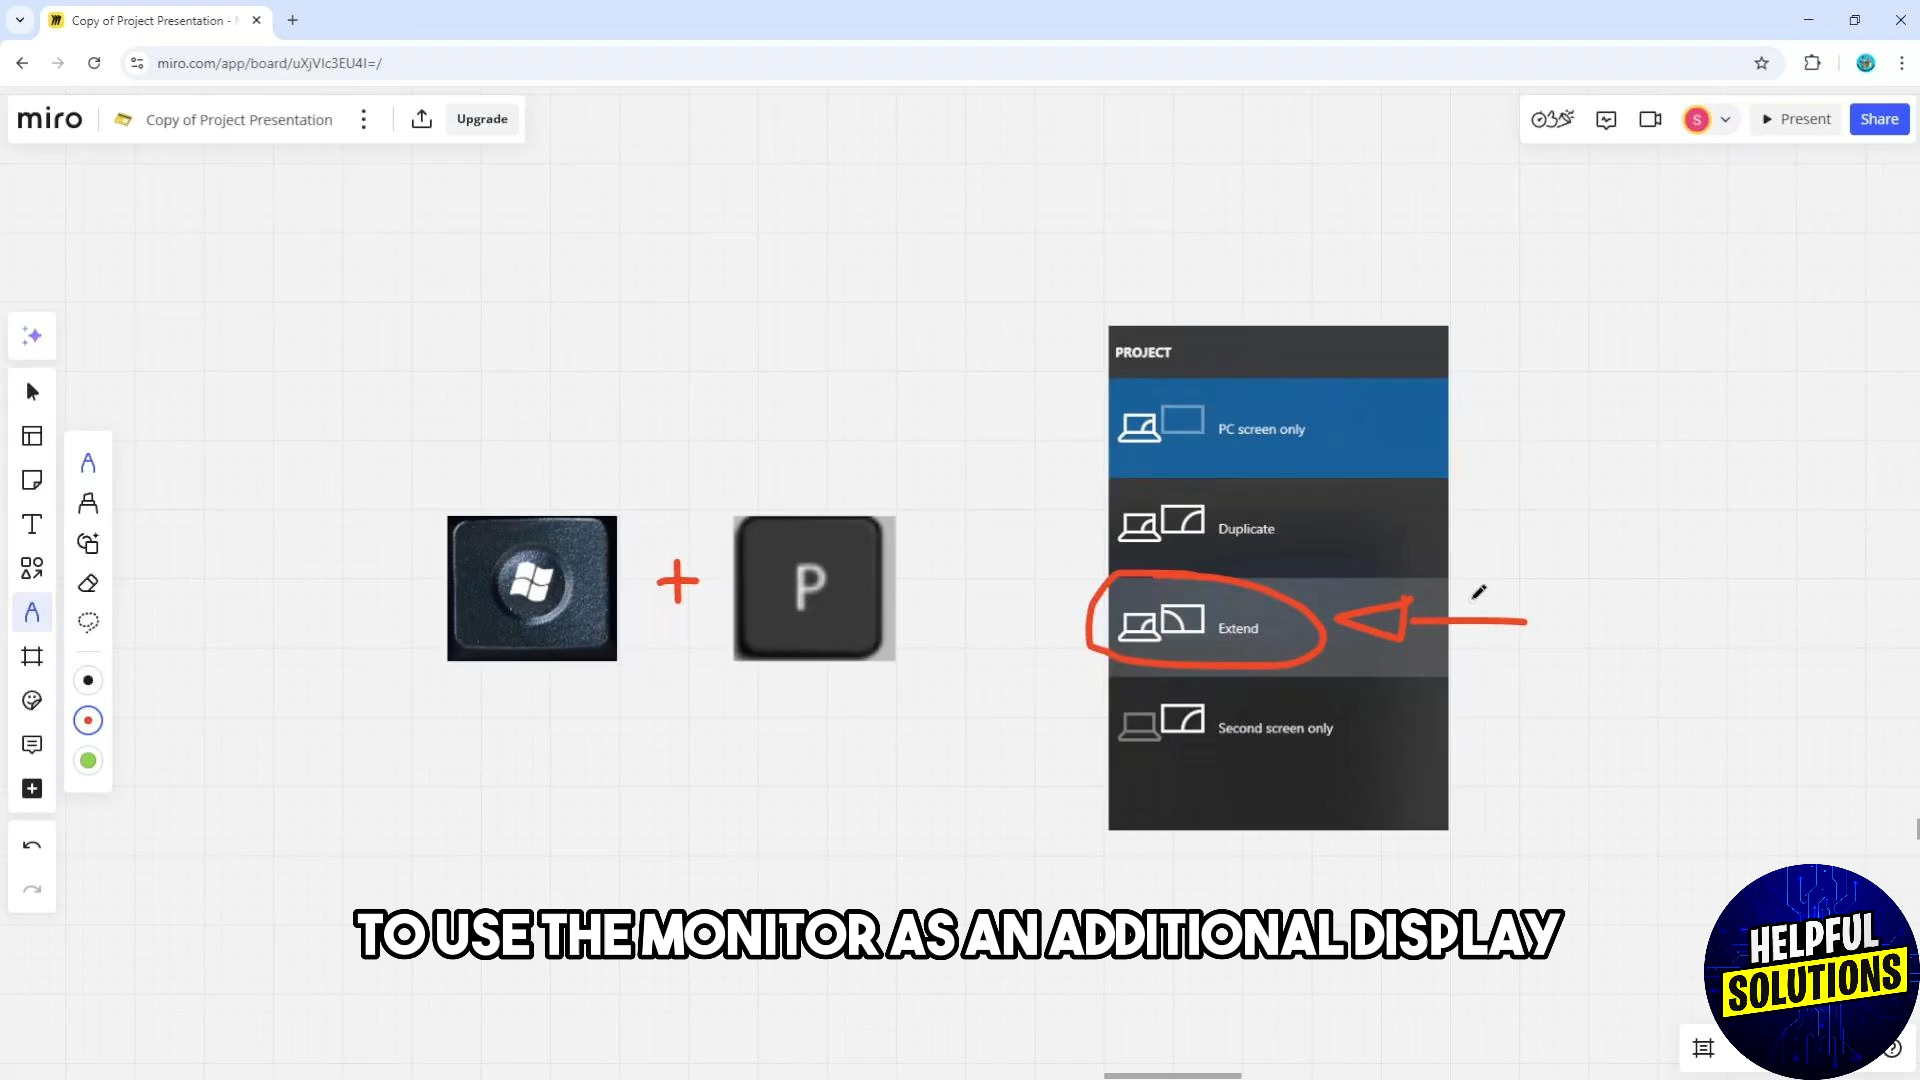 Copy of Project Presentation -
miro.com/app/board/uXjVIc3EU4I=/
miro
Copy of Project Presentation
Upgrade
S
Present
Share
PROJECT
PC screen only
Duplicate
Extend
Second screen only
+
P
TO USE THE MONITOR AS AN ADDITIONAL DISPLAY
HELPFUL
SOLUTIONS